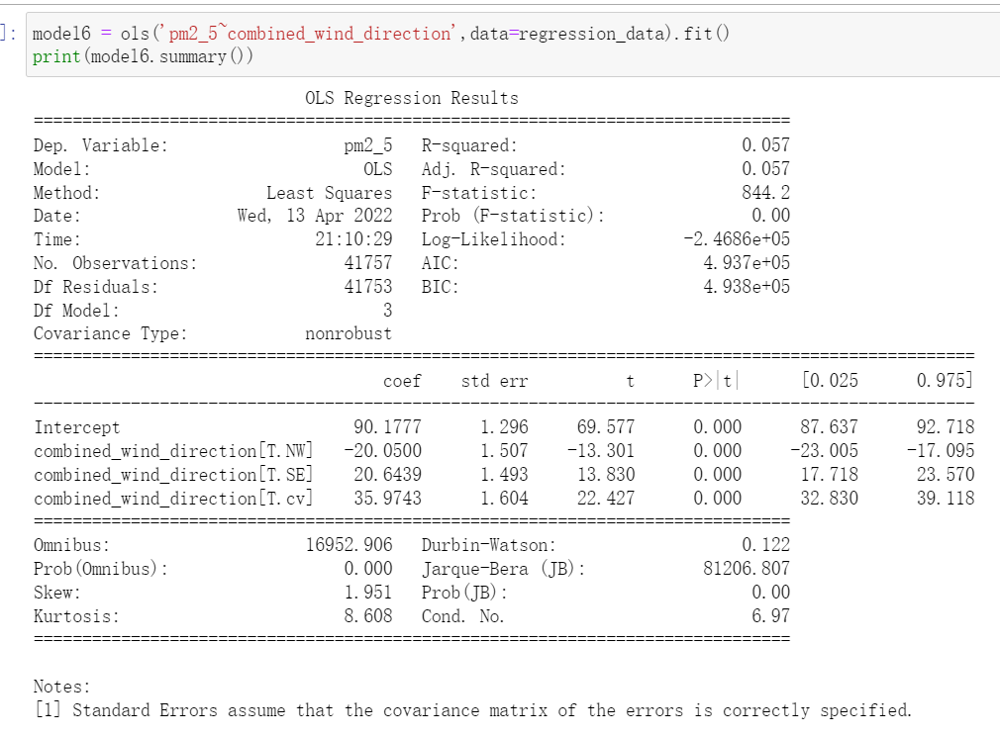 ]: model6 = ols('pm2_5~combined_wind_direction',data=regression_data).fit()
print(model6.summary())
OLS Regression Results
==============================================================================
Dep. Variable: pm2_5 R-squared: 0.057
Model: OLS Adj. R-squared: 0.057
Method: Least Squares F-statistic: 844.2
Date: Wed, 13 Apr 2022 Prob (F-statistic): 0.00
Time: 21:10:29 Log-Likelihood: -2.4686e+05
No. Observations: 41757 AIC: 4.937e+05
Df Residuals: 41753 BIC: 4.938e+05
Df Model: 3
Covariance Type: nonrobust
=================================================================================================
coef std err t P>|t| [0.025 0.975]
-------------------------------------------------------------------------------------------------
Intercept 90.1777 1.296 69.577 0.000 87.637 92.718
combined_wind_direction[T.NW] -20.0500 1.507 -13.301 0.000 -23.005 -17.095
combined_wind_direction[T.SE] 20.6439 1.493 13.830 0.000 17.718 23.570
combined_wind_direction[T.cv] 35.9743 1.604 22.427 0.000 32.830 39.118
==============================================================================
Omnibus: 16952.906 Durbin-Watson: 0.122
Prob(Omnibus): 0.000 Jarque-Bera (JB): 81206.807
Skew: 1.951 Prob(JB): 0.00
Kurtosis: 8.608 Cond. No. 6.97
==============================================================================
Notes:
[1] Standard Errors assume that the covariance matrix of the errors is correctly specified.